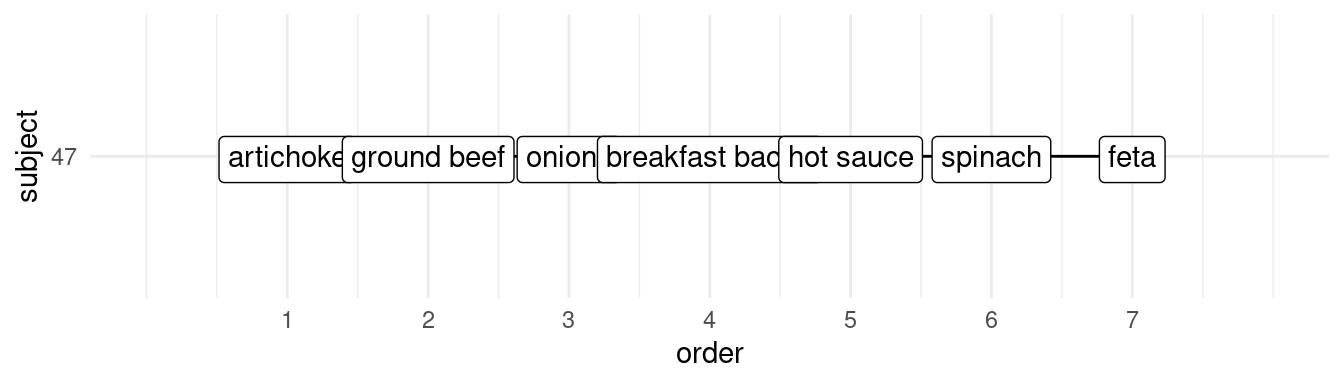 subject
47
artichoke ground beef onion breakfast bac hot sauce spinach feta
1 2 3 4 5 6 7
order